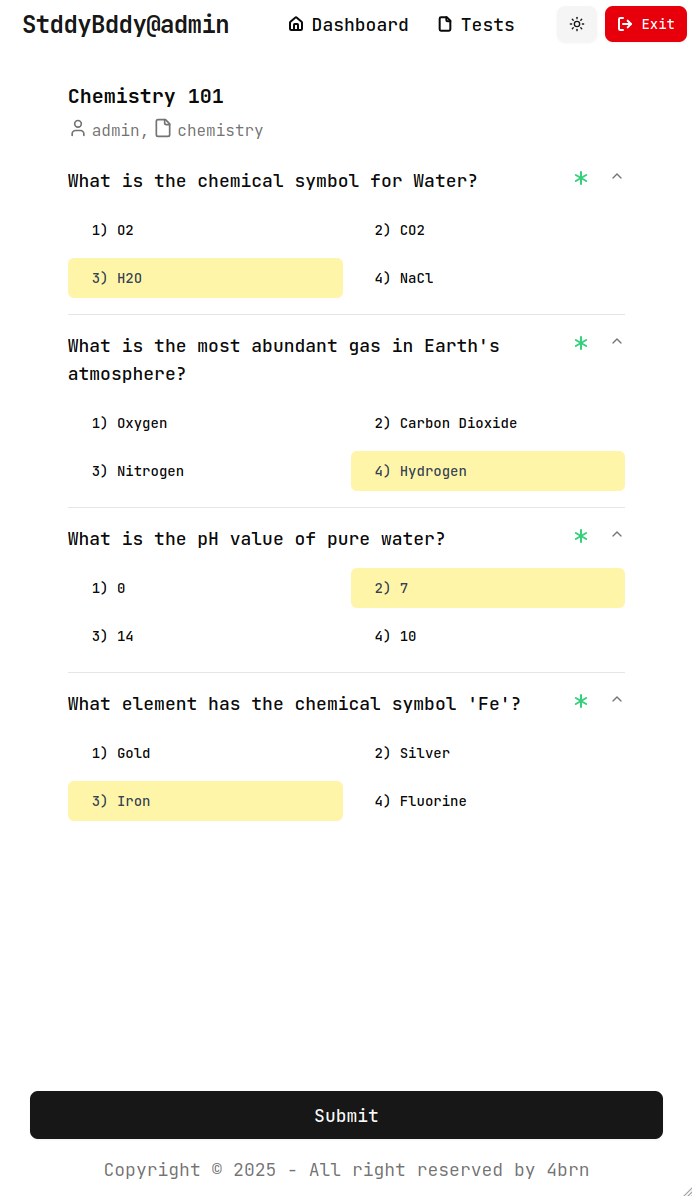 StddyBddy@admin
Dashboard
Tests
Exit
Chemistry 101
admin, chemistry
What is the chemical symbol for Water?
1) O2
2) CO2
3) H2O
4) NaCl
What is the most abundant gas in Earth's
atmosphere?
1) Oxygen
2) Carbon Dioxide
3) Nitrogen
4) Hydrogen
What is the pH value of pure water?
1) 0
2) 7
3) 14
4) 10
What element has the chemical symbol 'Fe'?
1) Gold
2) Silver
3) Iron
4) Fluorine
Submit
Copyright © 2025 - All right reserved by 4brn